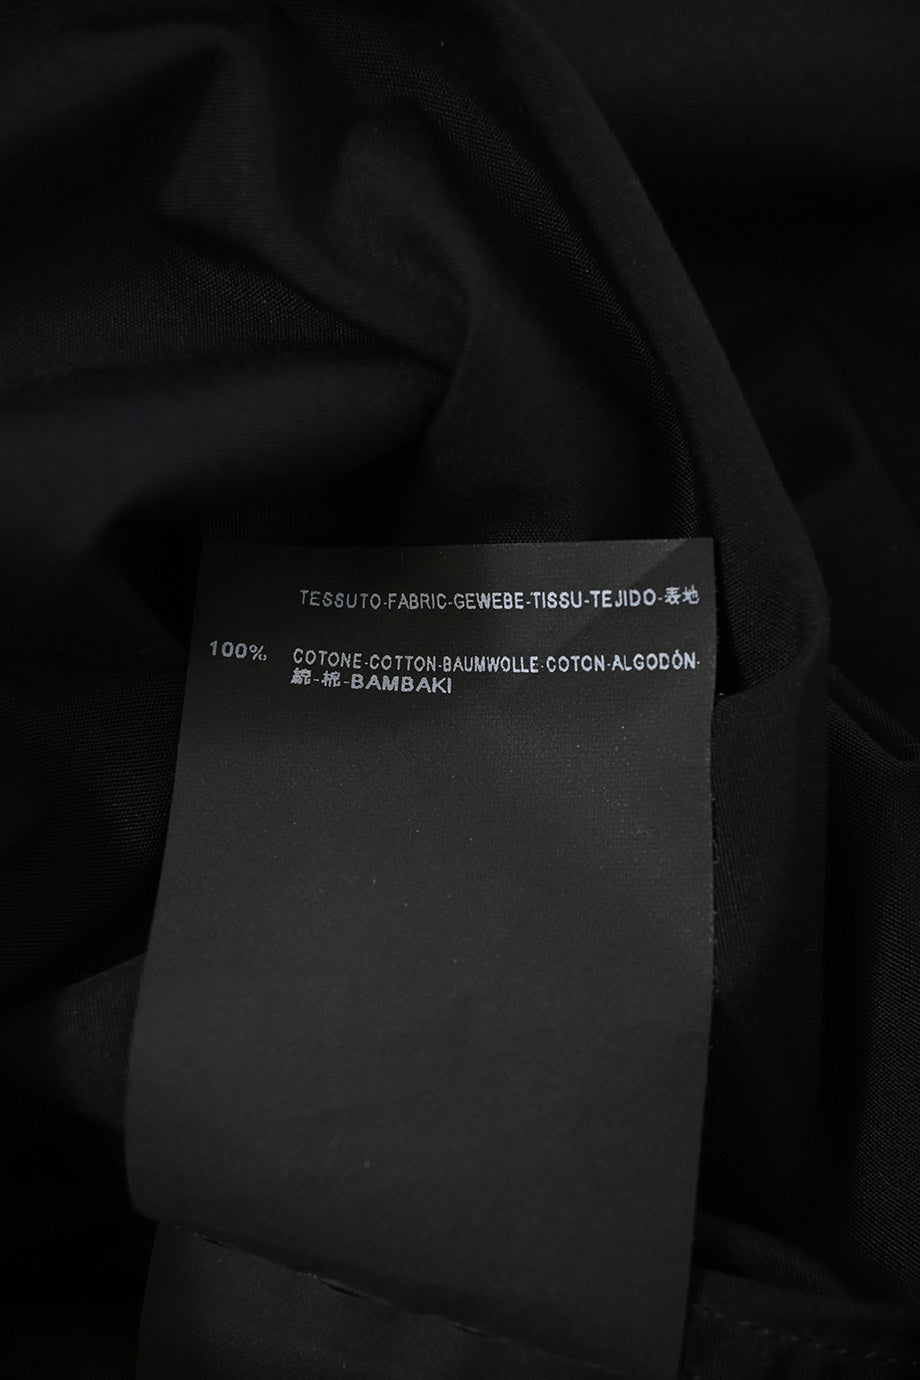 TESSUTO-FABRIC-GEWEBE-TISSU-TEJIDO-表地
100% COTONE-COTTON-BAUMWOLLE-COTON-ALGODÓN-
綿-棉-BAMBAKI